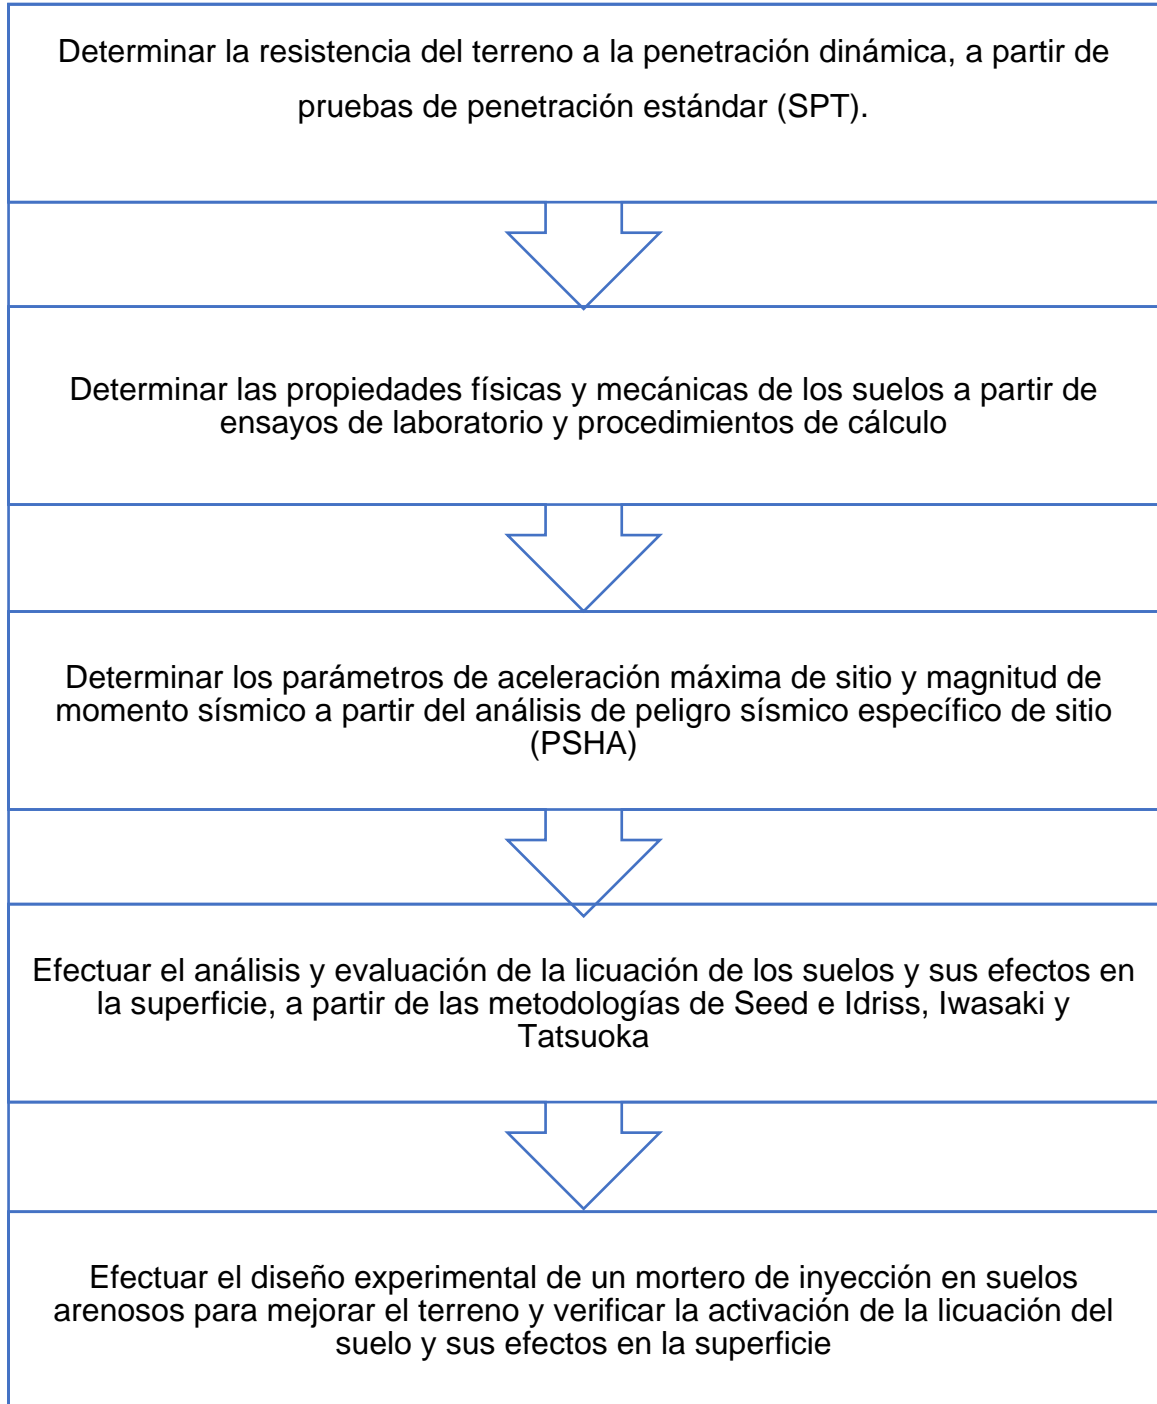 Determinar la resistencia del terreno a la penetración dinámica, a partir de
pruebas de penetración estándar (SPT).
Determinar las propiedades físicas y mecánicas de los suelos a partir de
ensayos de laboratorio y procedimientos de cálculo
Determinar los parámetros de aceleración máxima de sitio y magnitud de
momento sísmico a partir del análisis de peligro sísmico específico de sitio
(PSHA)
Efectuar el análisis y evaluación de la licuación de los suelos y sus efectos en
la superficie, a partir de las metodologías de Seed e Idriss, Iwasaki y
Tatsuoka
Efectuar el diseño experimental de un mortero de inyección en suelos
arenosos para mejorar el terreno y verificar la activación de la licuación del
suelo y sus efectos en la superficie